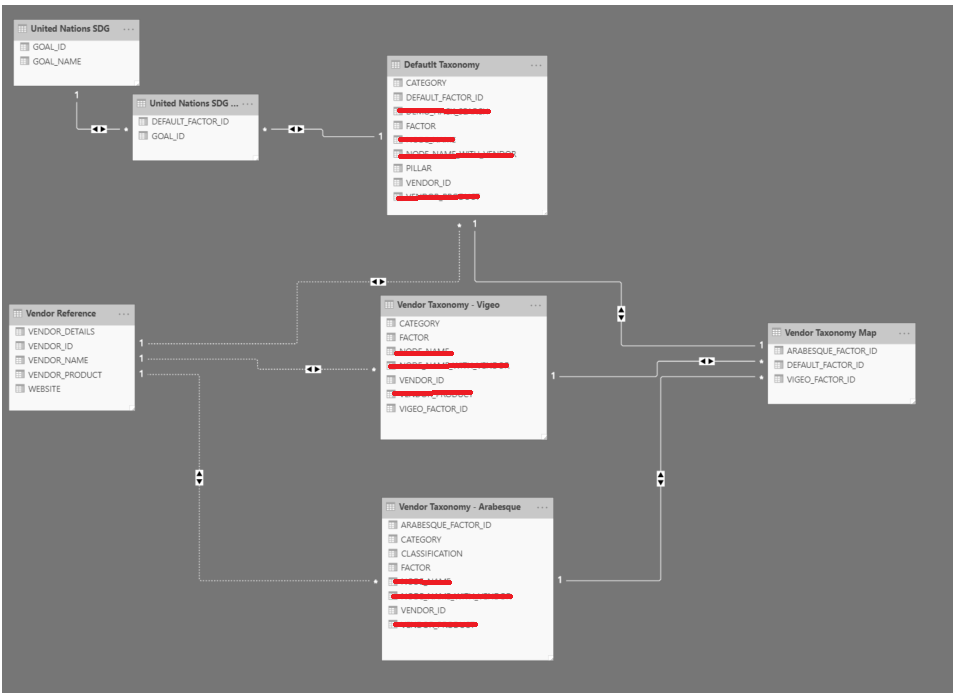 United Nations SDG ...
GOAL_ID
GOAL_NAME
1
*
United Nations SDG ... ...
DEFAULT_FACTOR_ID
GOAL_ID
*
1
Defautlt Taxonomy ...
CATEGORY
DEFAULT_FACTOR_ID
FACTOR
NODE_NAME_WITH_VENDOR
PILLAR
VENDOR_ID
* 1
Vendor Reference ...
VENDOR_DETAILS
VENDOR_ID
VENDOR_NAME
VENDOR_PRODUCT
WEBSITE
1
1
1
Vendor Taxonomy - Vigeo ...
CATEGORY
FACTOR
VENDOR_ID
VIGEO_FACTOR_ID
*
1
Vendor Taxonomy Map ...
ARABESQUE_FACTOR_ID
DEFAULT_FACTOR_ID
VIGEO_FACTOR_ID
1
*
*
Vendor Taxonomy - Arabesque ...
ARABESQUE_FACTOR_ID
CATEGORY
CLASSIFICATION
FACTOR
VENDOR_ID
*
1